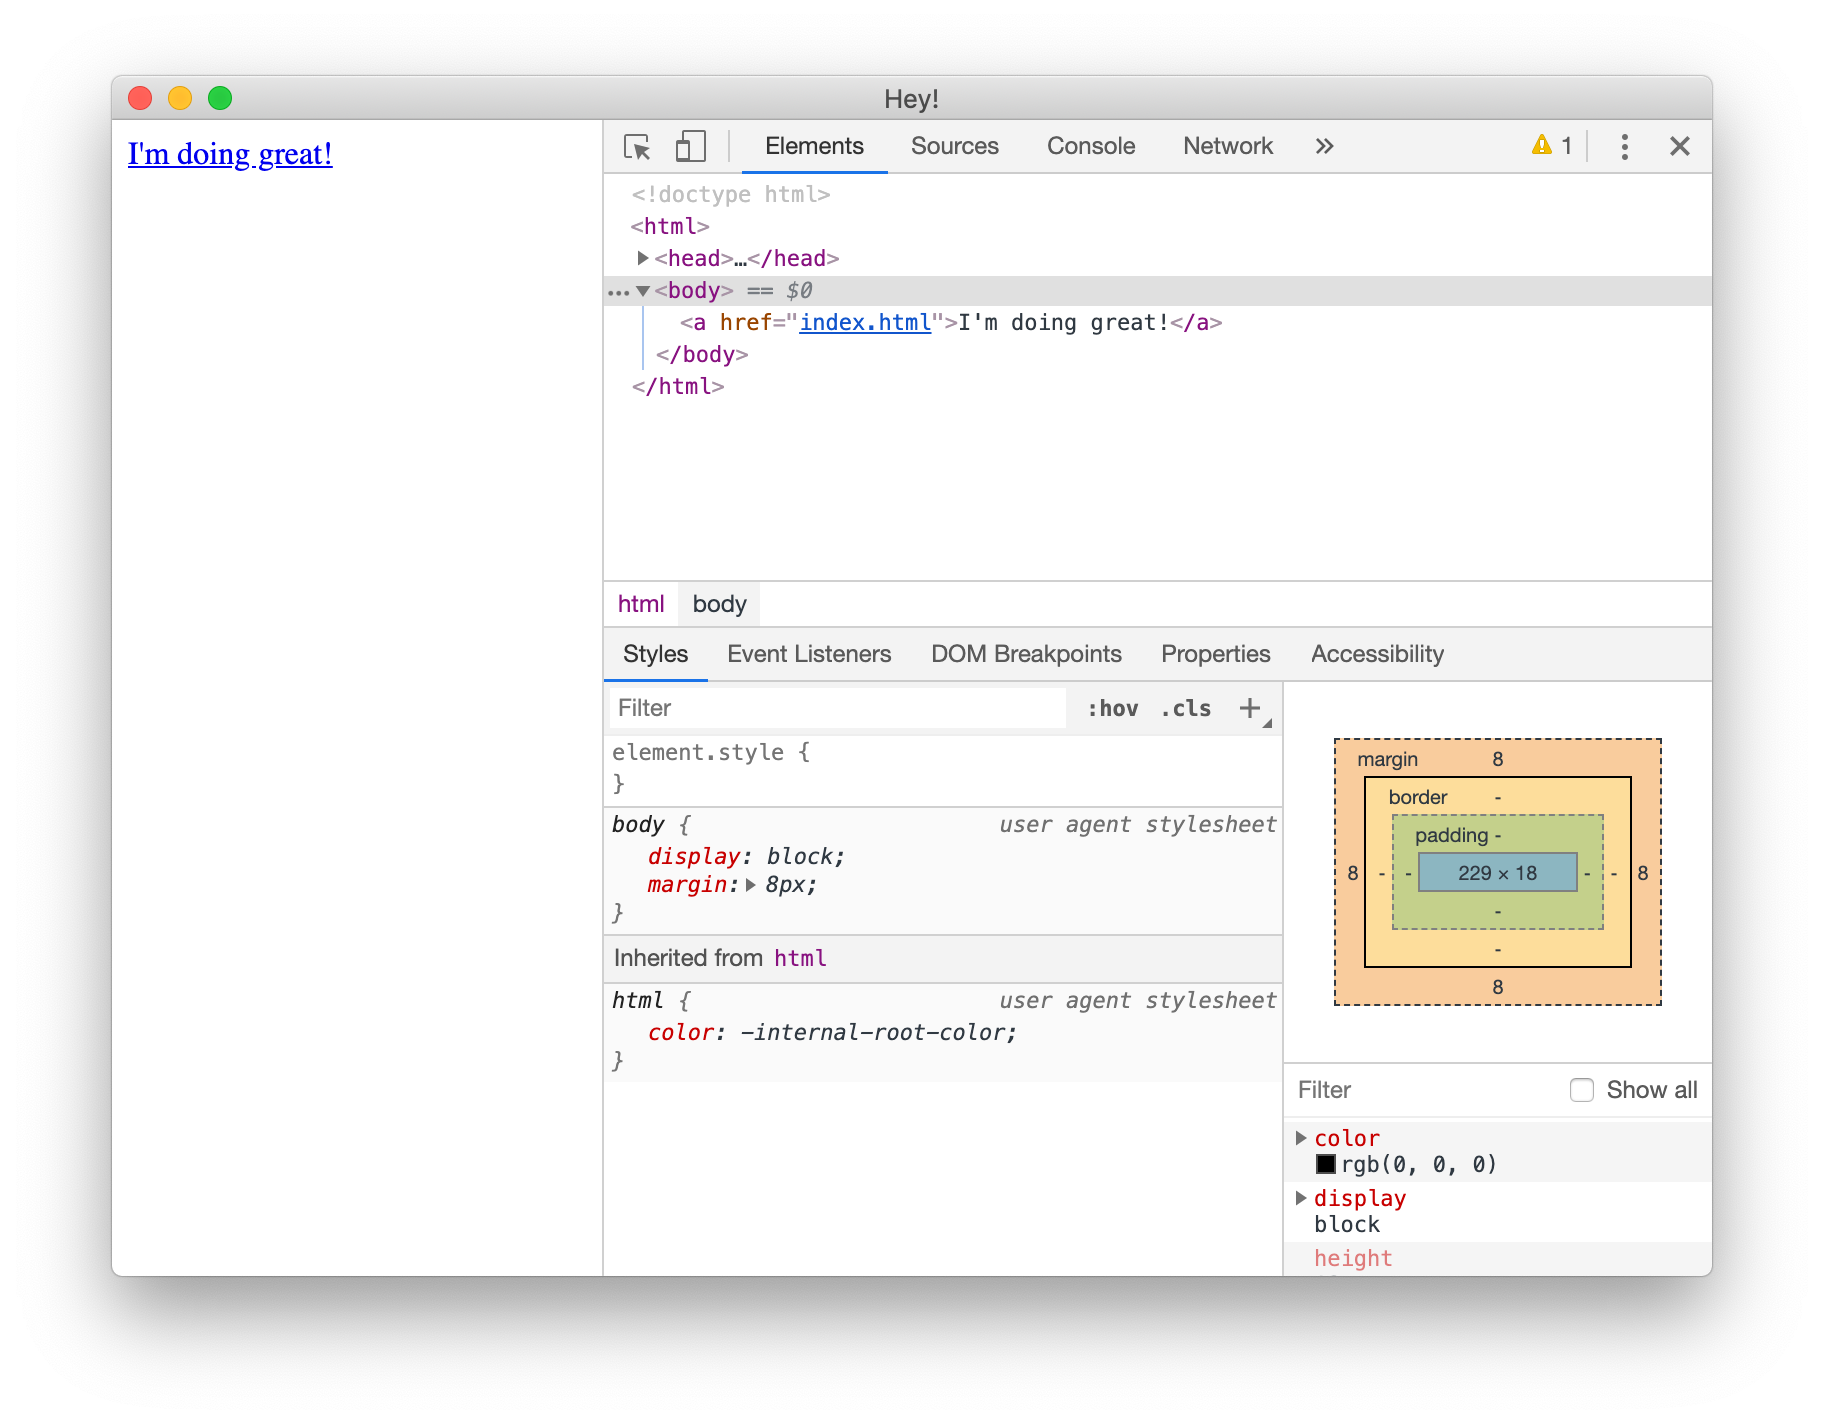 Hey!
I'm doing great!
Elements Sources Console Network » 1
<!doctype html>
<html>
<head>…</head>
… <body> == $0
<a href="index.html">I'm doing great!</a>
</body>
</html>
html body
Styles Event Listeners DOM Breakpoints Properties Accessibility
Filter :hov .cls +
element.style {
}
body { user agent stylesheet
display: block;
margin: 8px;
}
Inherited from html
html { user agent stylesheet
color: -internal-root-color;
}
margin 8
border -
padding -
8 - - 229 × 18 - - 8
-
-
8
Filter Show all
color
rgb(0, 0, 0)
display
block
height